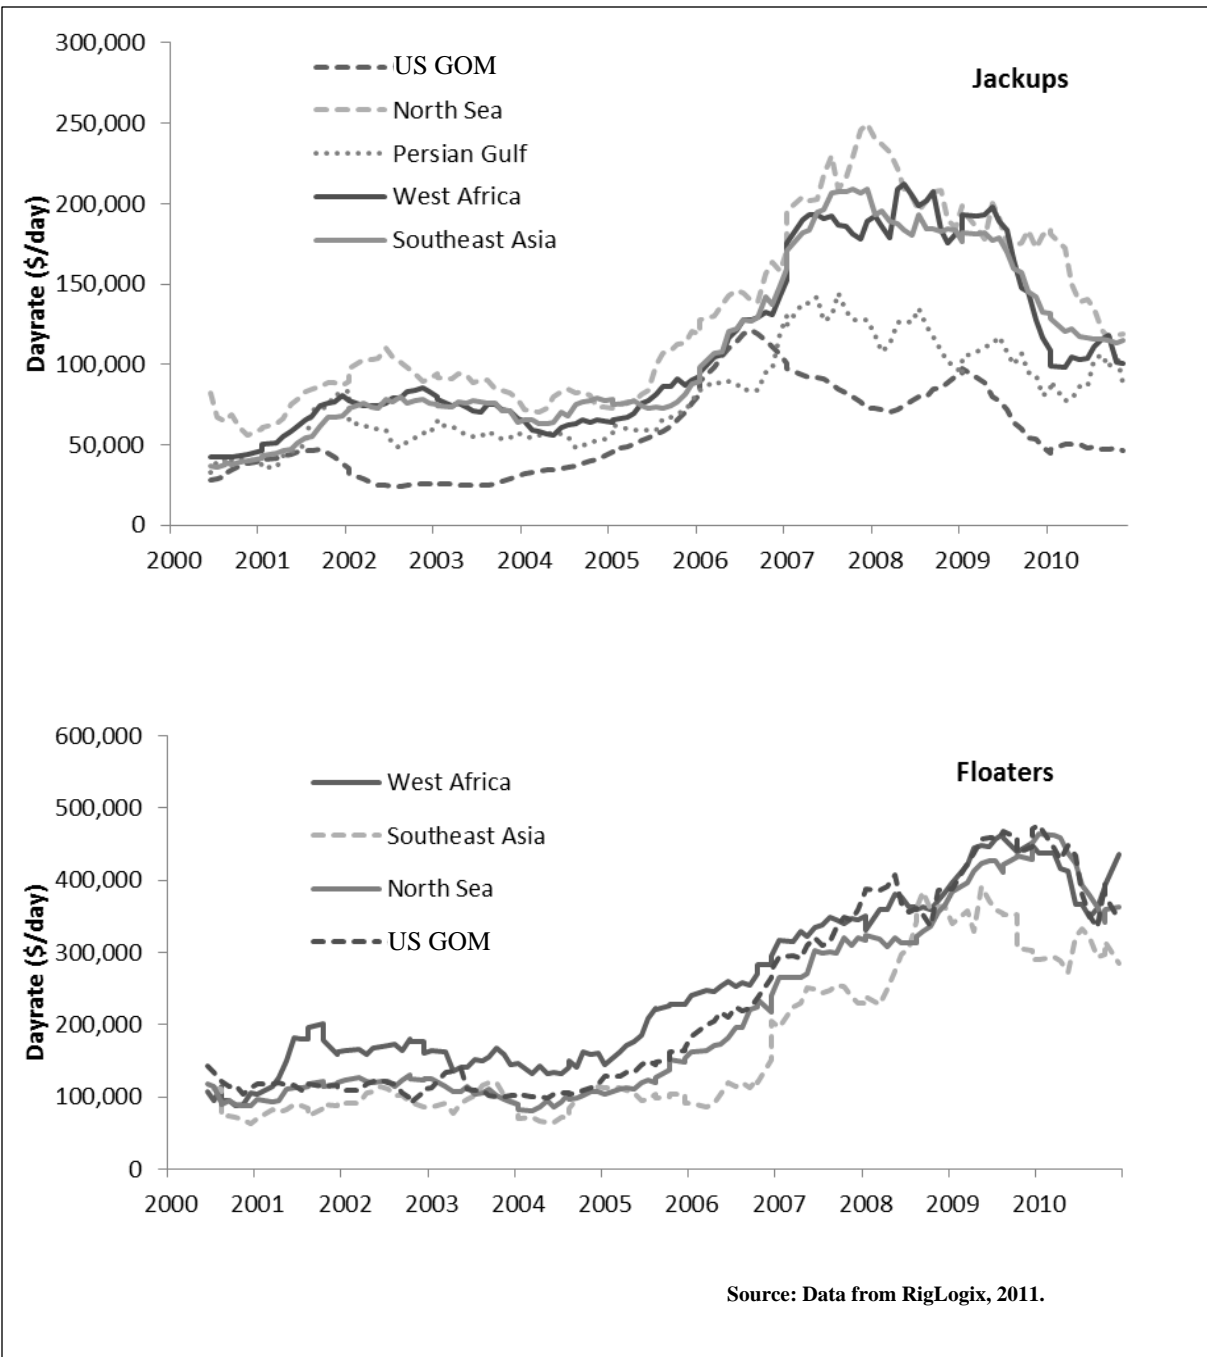 300,000
250,000
200,000
150,000
100,000
50,000
0
Dayrate ($/day)
US GOM
North Sea
Persian Gulf
West Africa
Southeast Asia
Jackups
2000 2001 2002 2003 2004 2005 2006 2007 2008 2009 2010
600,000
500,000
400,000
300,000
200,000
100,000
0
Dayrate ($/day)
West Africa
Southeast Asia
North Sea
US GOM
Floaters
2000 2001 2002 2003 2004 2005 2006 2007 2008 2009 2010
Source: Data from RigLogix, 2011.